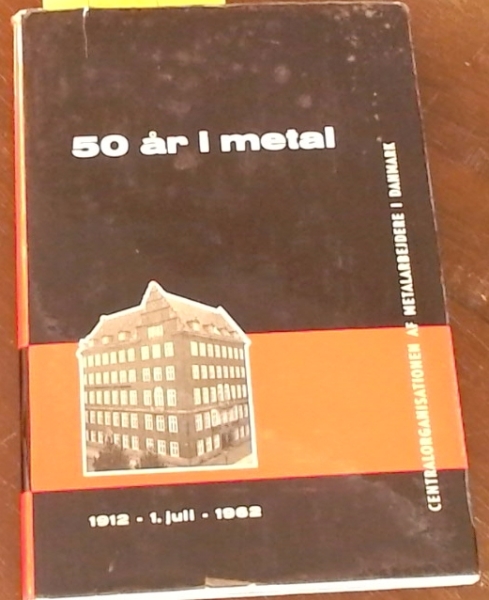 50 år i metal
CENTRALORGANISATIONEN AF METALARBEJDERE I DANMARK
1912 - 1. juli - 1962